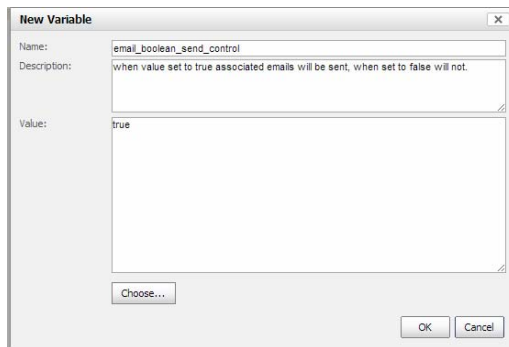 New Variable
Name:
email_boolean_send_control
Description:
when value set to true associated emails will be sent, when set to false will not.
Value:
true
Choose...
OK
Cancel